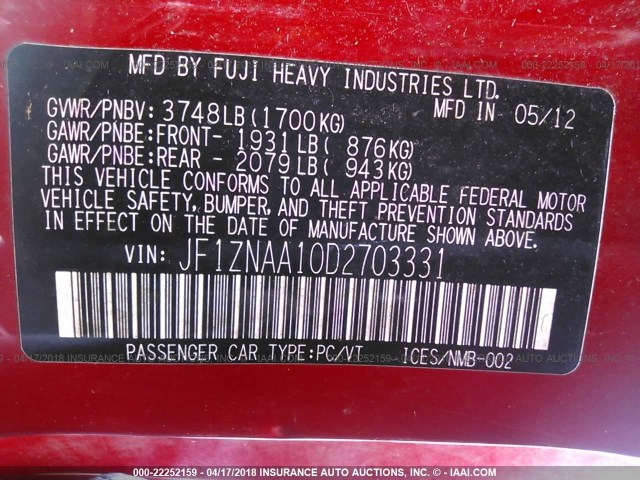 MFD BY FUJI HEAVY INDUSTRIES LTD.
MFD IN 05/12
GVWR/PNBV: 3748LB(1700KG)
GAWR/PNBE:FRONT- 1931LB( 876KG)
GAWR/PNBE:REAR - 2079LB( 943KG)
THIS VEHICLE CONFORMS TO ALL APPLICABLE FEDERAL MOTOR
VEHICLE SAFETY, BUMPER, AND THEFT PREVENTION STANDARDS
IN EFFECT ON THE DATE OF MANUFACTURE SHOWN ABOVE.
VIN: JF1ZNAA10D2703331
PASSENGER CAR TYPE:PC/VT ICES/NMB-002
000-22252159 - 04/17/2018 INSURANCE AUTO AUCTIONS, INC. - © - IAAI.COM